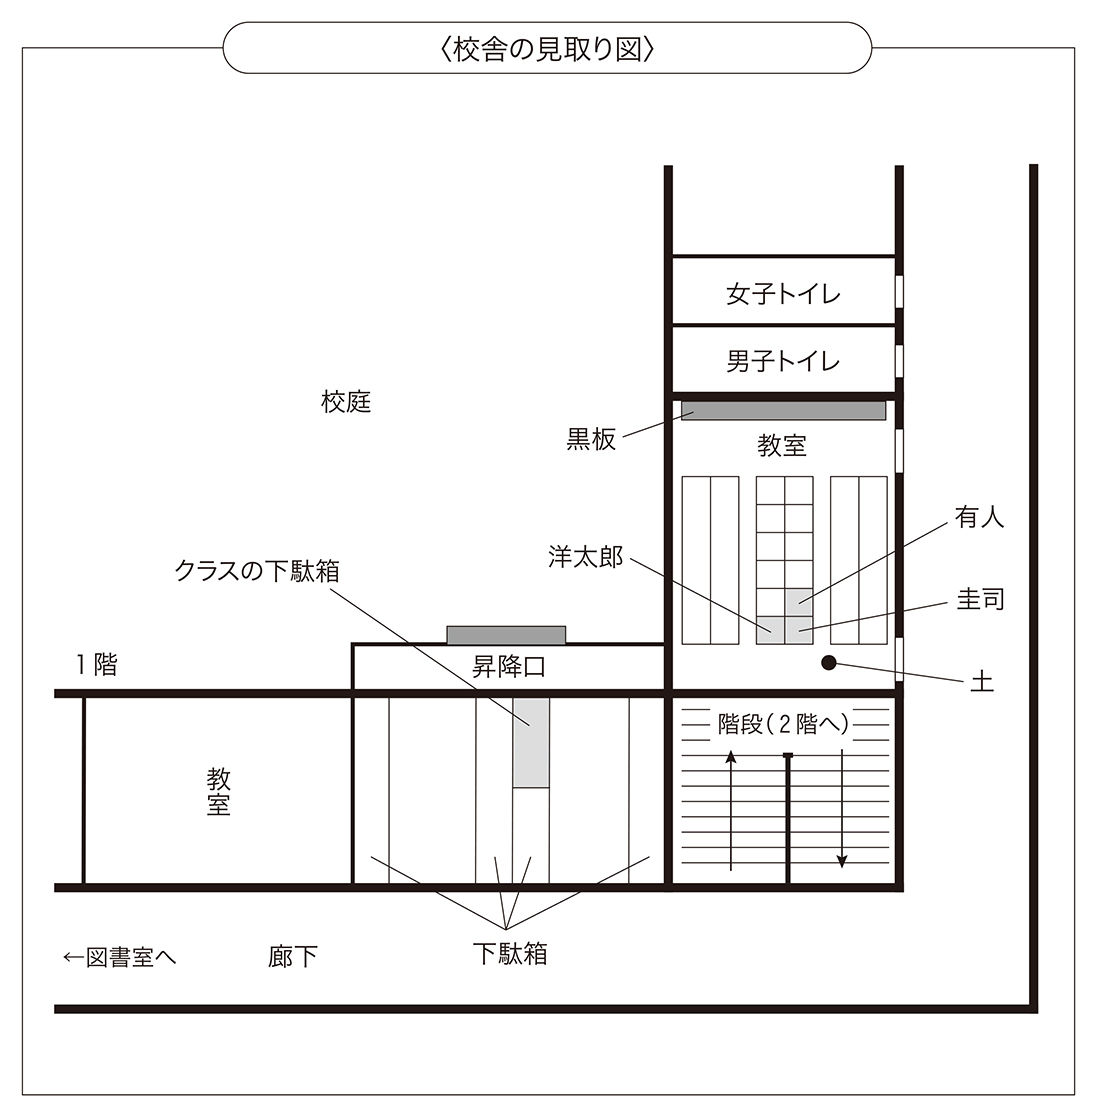 〈校舎の見取り図〉
女子トイレ
男子トイレ
校庭
黒板
教室
有人
洋太郎
クラスの下駄箱
圭司
1階
昇降口
土
階段(2階へ)
教室
←図書室へ
廊下
下駄箱